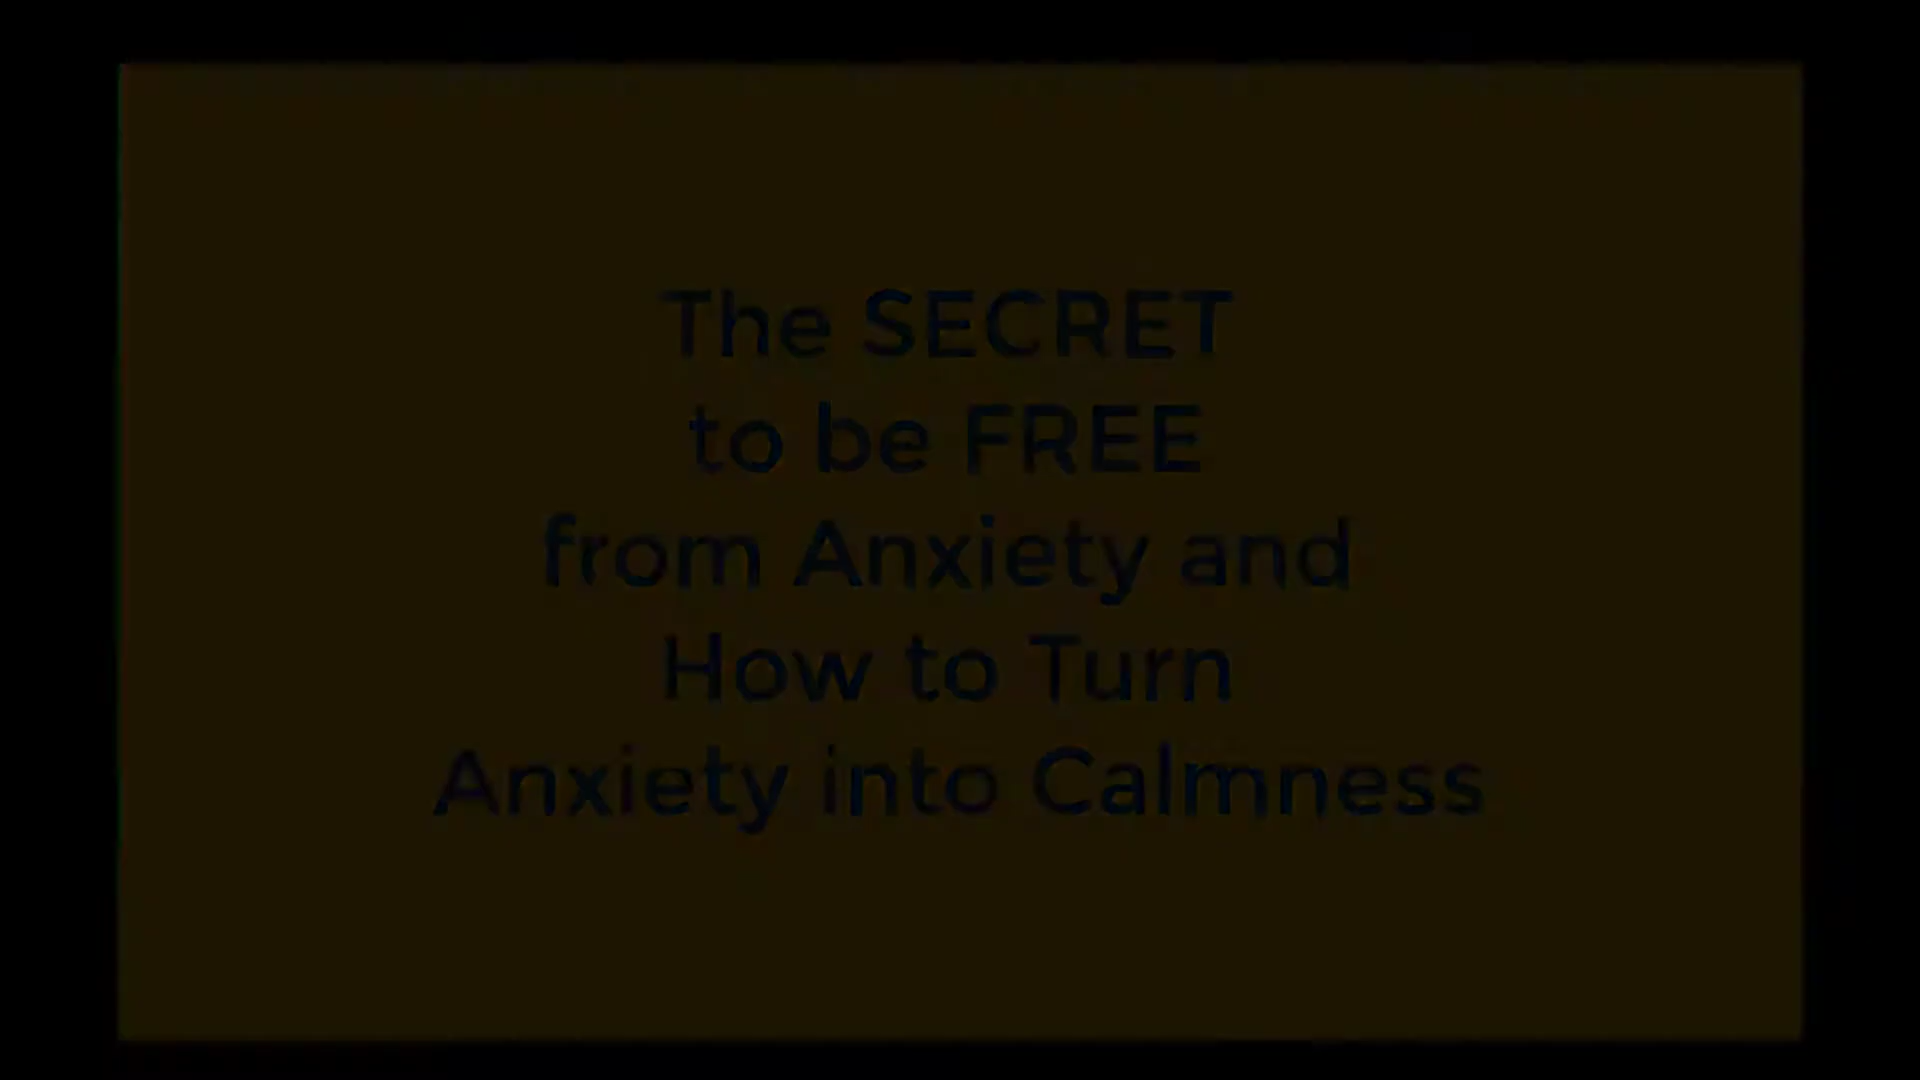 The SECRET
to be FREE
from Anxiety and
How to Turn
Anxiety into Calmness